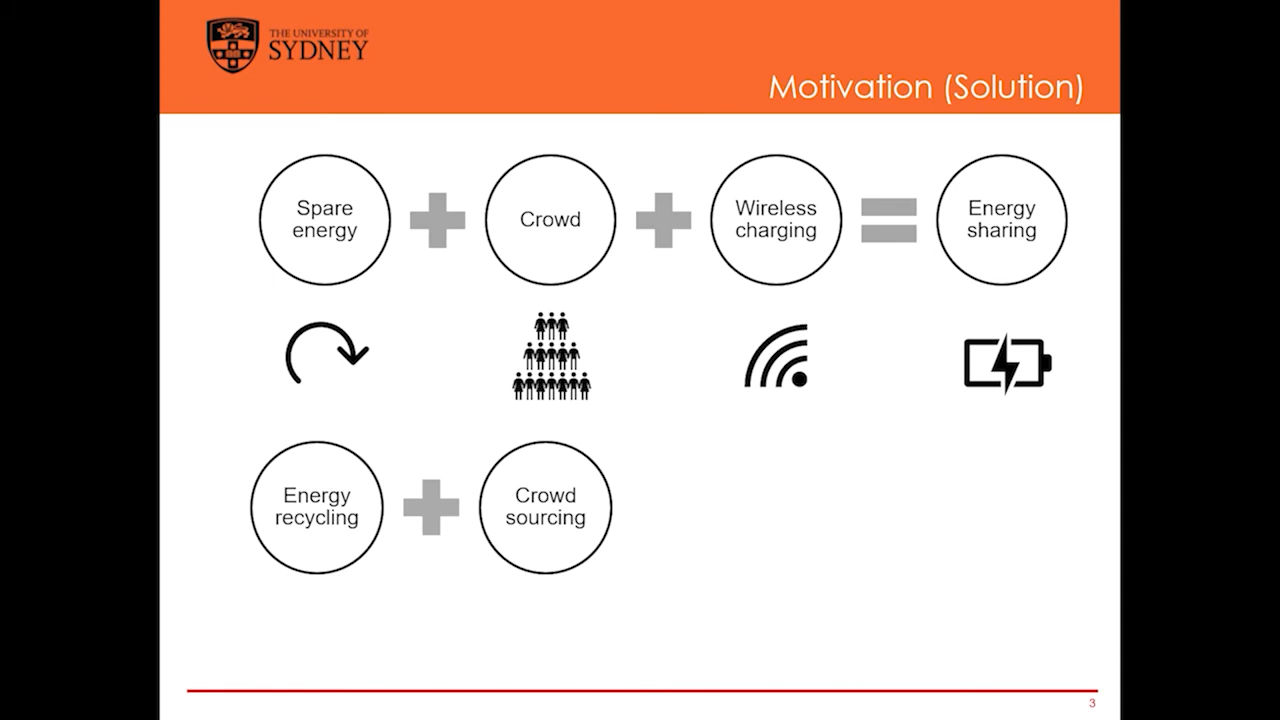 THE UNIVERSITY OF
SYDNEY
Motivation (Solution)
Spare
energy
Crowd
Wireless
charging
Energy
sharing
Energy
recycling
Crowd
sourcing
3